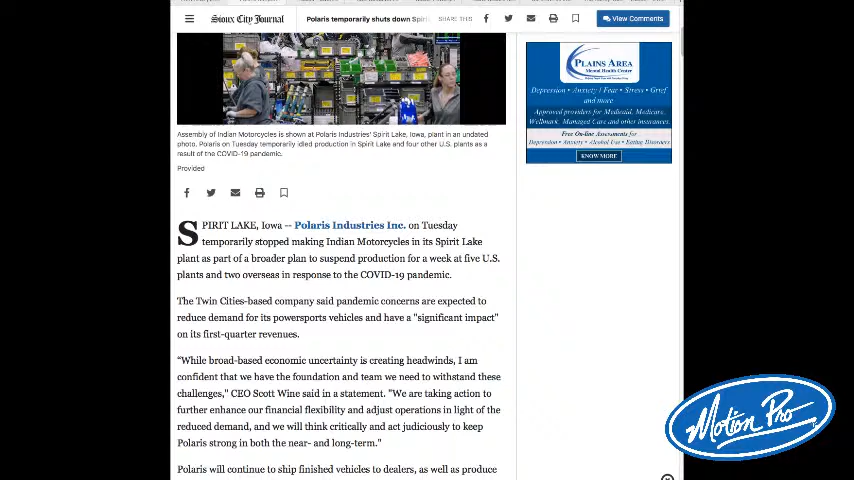 Sioux City Journal
Polaris temporarily shuts down Spiri
SHARE THIS
View Comments
Assembly of Indian Motorcycles is shown at Polaris Industries' Spirit Lake, Iowa, plant in an undated
photo. Polaris on Tuesday temporarily idled production in Spirit Lake and four other U.S. plants as a
result of the COVID-19 pandemic.
Provided
SPIRIT LAKE, Iowa -- Polaris Industries Inc. on Tuesday
temporarily stopped making Indian Motorcycles in its Spirit Lake
plant as part of a broader plan to suspend production for a week at five U.S.
plants and two overseas in response to the COVID-19 pandemic.
The Twin Cities-based company said pandemic concerns are expected to
reduce demand for its powersports vehicles and have a "significant impact"
on its first-quarter revenues.
“While broad-based economic uncertainty is creating headwinds, I am
confident that we have the foundation and team we need to withstand these
challenges," CEO Scott Wine said in a statement. "We are taking action to
further enhance our financial flexibility and adjust operations in light of the
reduced demand, and we will think critically and act judiciously to keep
Polaris strong in both the near- and long-term."
Polaris will continue to ship finished vehicles to dealers, as well as produce
PLAINS AREA
Mental Health Center
Depression • Anxiety / Fear • Stress • Grief
and more
Approved providers for Medicaid, Medicare,
Wellmark, Managed Care and other insurances.
Free On-line Assessments for
Depression • Anxiety • Alcohol Use • Eating Disorders
KNOW MORE
Motion Pro